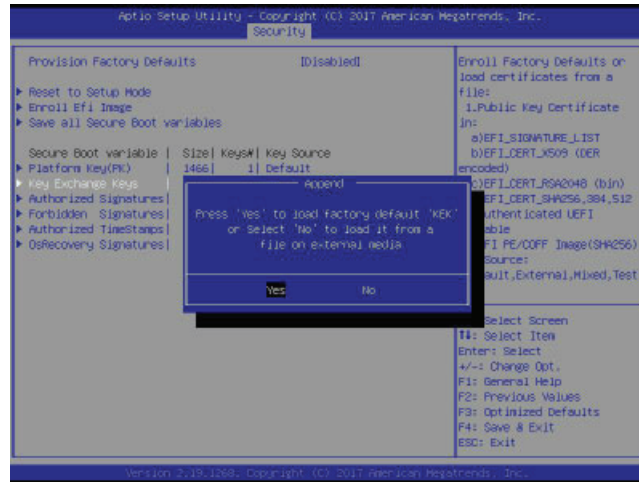 Aptio Setup Utility - Copyright (C) 2017 American Megatrends, Inc.
Security
Provision Factory Defaults [Disabled]
Reset to Setup Mode
Enroll Efi Image
Save all Secure Boot variables
Secure Boot variable | Size| Keys#| Key Source
Platform Key(PK) | 1466| 1| Default
Key Exchange Keys |
Authorized Signatures|
Forbidden Signatures|
Authorized TimeStamps|
OsRecovery Signatures|
Append
Press 'Yes' to load factory default 'KEK'
or Select 'No' to load it from a
file on external media
Yes No
Enroll Factory Defaults or
load certificates from a
file:
1.Public Key Certificate
in:
a)EFI_SIGNATURE_LIST
b)EFI_CERT_X509 (DER
encoded)
c)EFI_CERT_RSA2048 (bin)
EFI_CERT_SHA256,384,512
uthenticated UEFI
able
FI PE/COFF Image(SHA256)
Source:
ault,External,Mixed,Test
Select Screen
↑↓: Select Item
Enter: Select
+/-: Change Opt.
F1: General Help
F2: Previous Values
F3: Optimized Defaults
F4: Save & Exit
ESC: Exit
Version 2.19.1268. Copyright (C) 2017 American Megatrends, Inc.